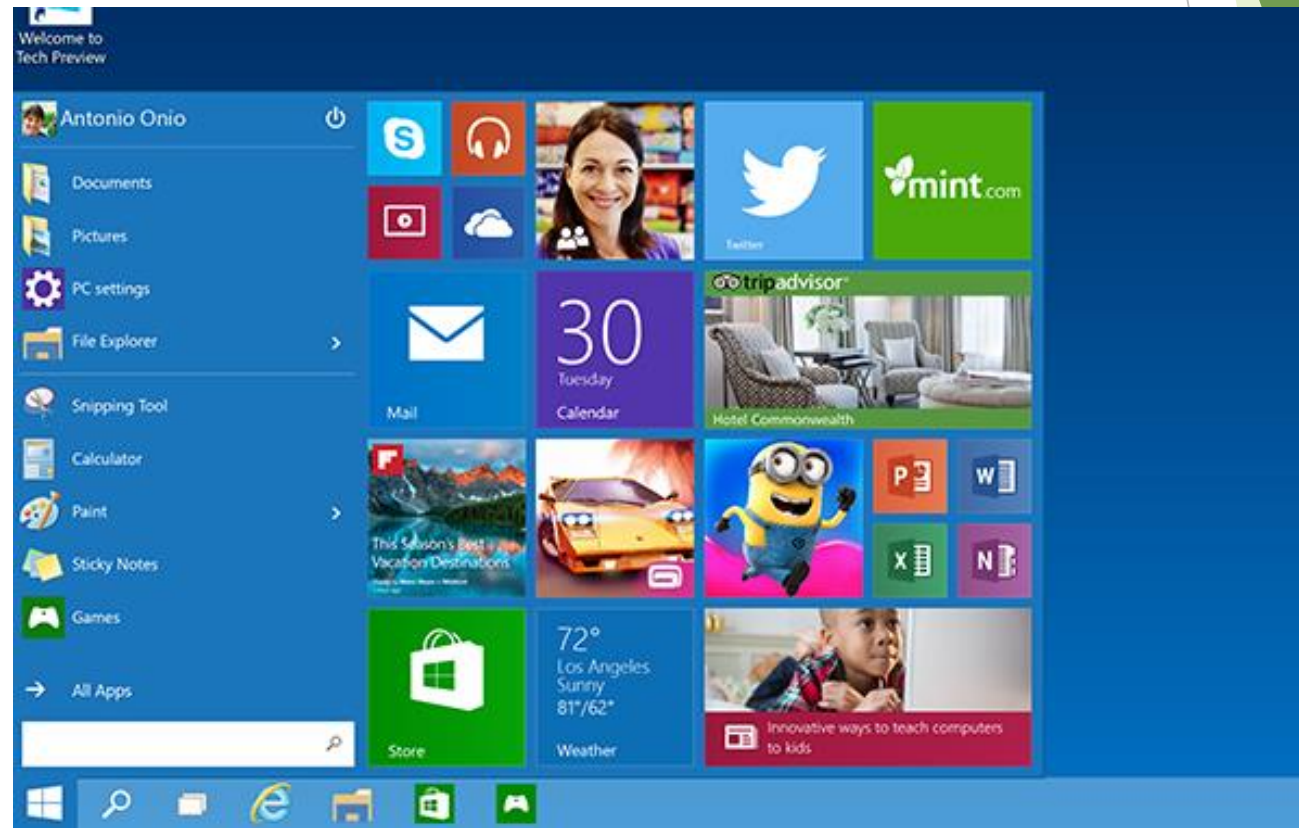 Welcome to
Tech Preview
Antonio Onio
Documents
Pictures
PC settings
File Explorer
Snipping Tool
Calculator
Paint
Sticky Notes
Games
All Apps
S
Twitter
mint.com
Mail
30
Tuesday
Calendar
tripadvisor
Hotel Commonwealth
This Season's Best
Vacation Destinations
P
W
X
N
Store
72°
Los Angeles
Sunny
81°/62°
Weather
Innovative ways to teach computers
to kids